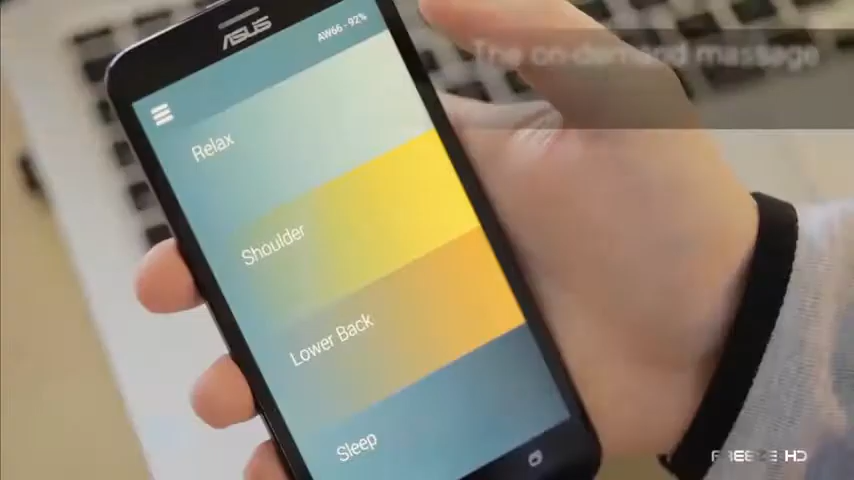 The on-demand massage
ASUS
AW66 - 92%
Relax
Shoulder
Lower Back
Sleep
FREEZE HD